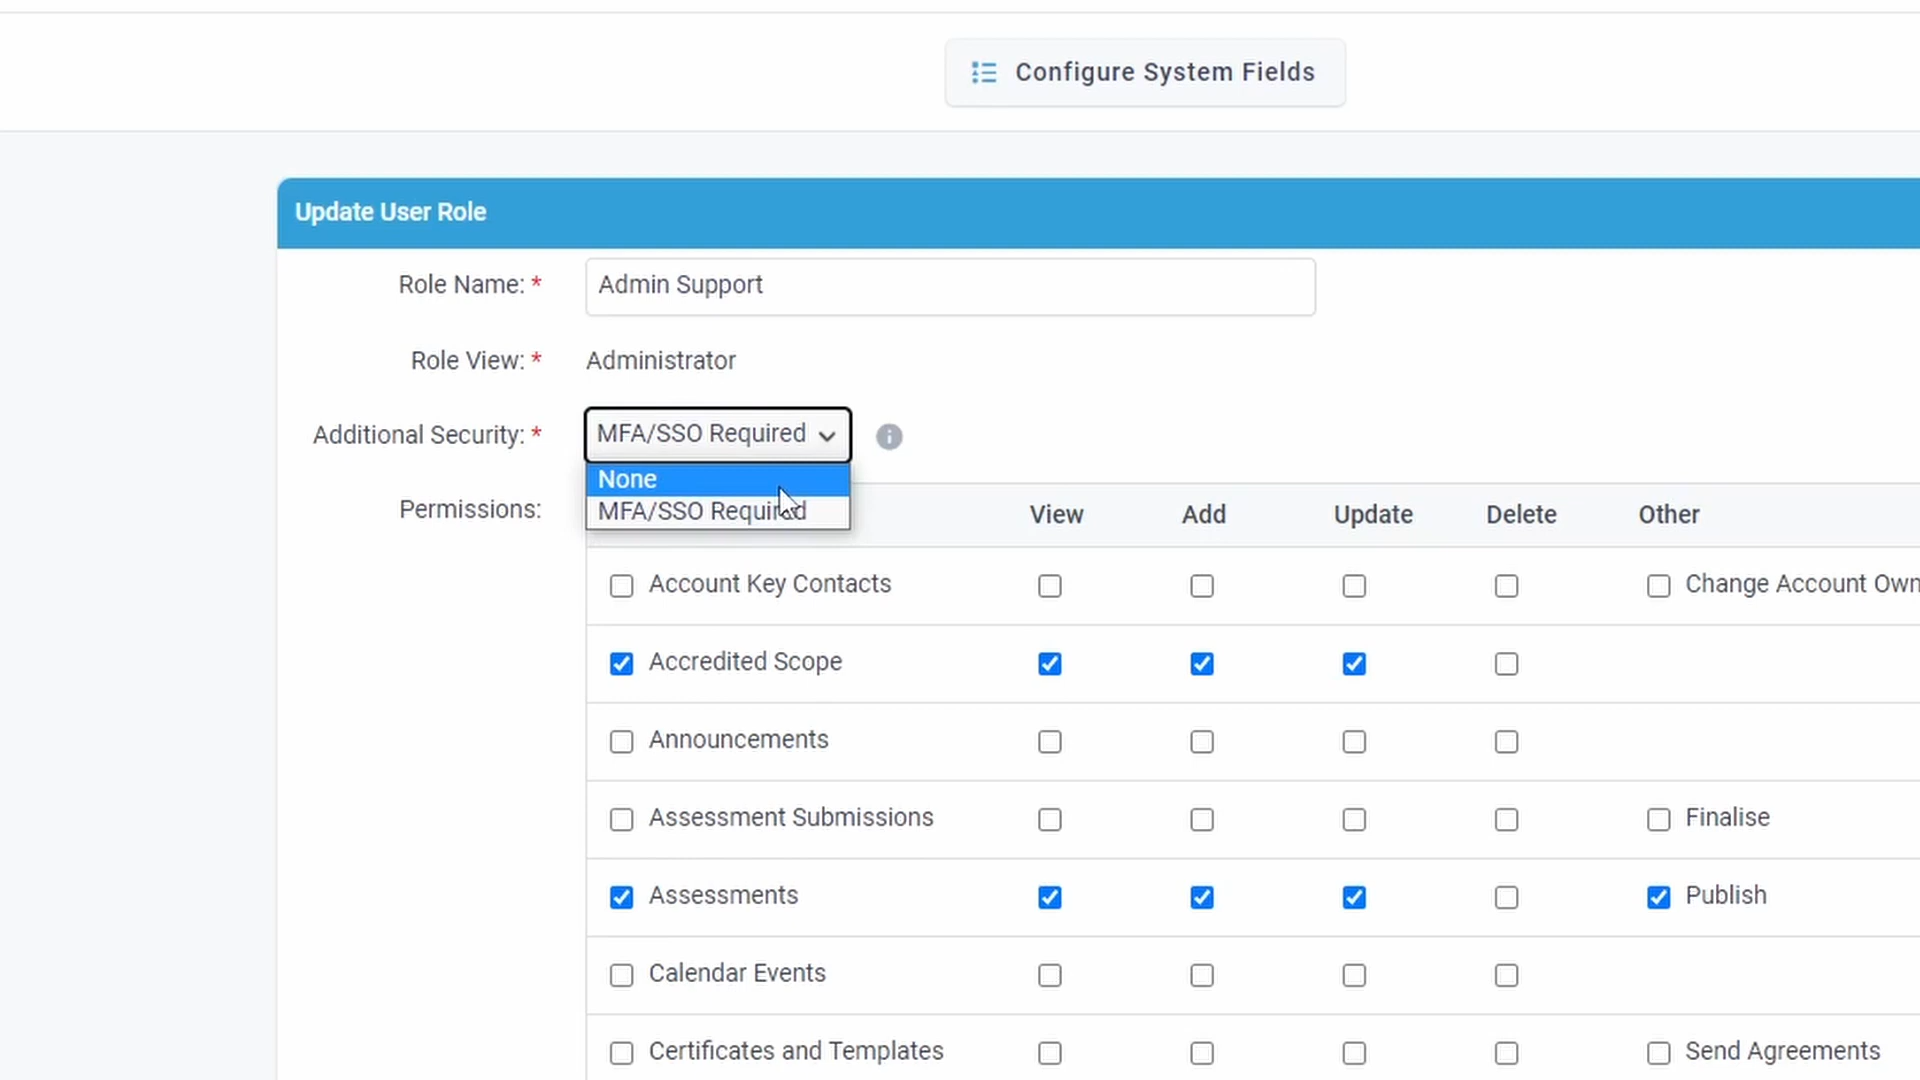 Configure System Fields
Update User Role
Role Name: * Admin Support
Role View: * Administrator
Additional Security: * MFA/SSO Required
None
MFA/SSO Required
Permissions: View Add Update Delete Other
Account Key Contacts Change Account Own
Accredited Scope
Announcements
Assessment Submissions Finalise
Assessments Publish
Calendar Events
Certificates and Templates Send Agreements